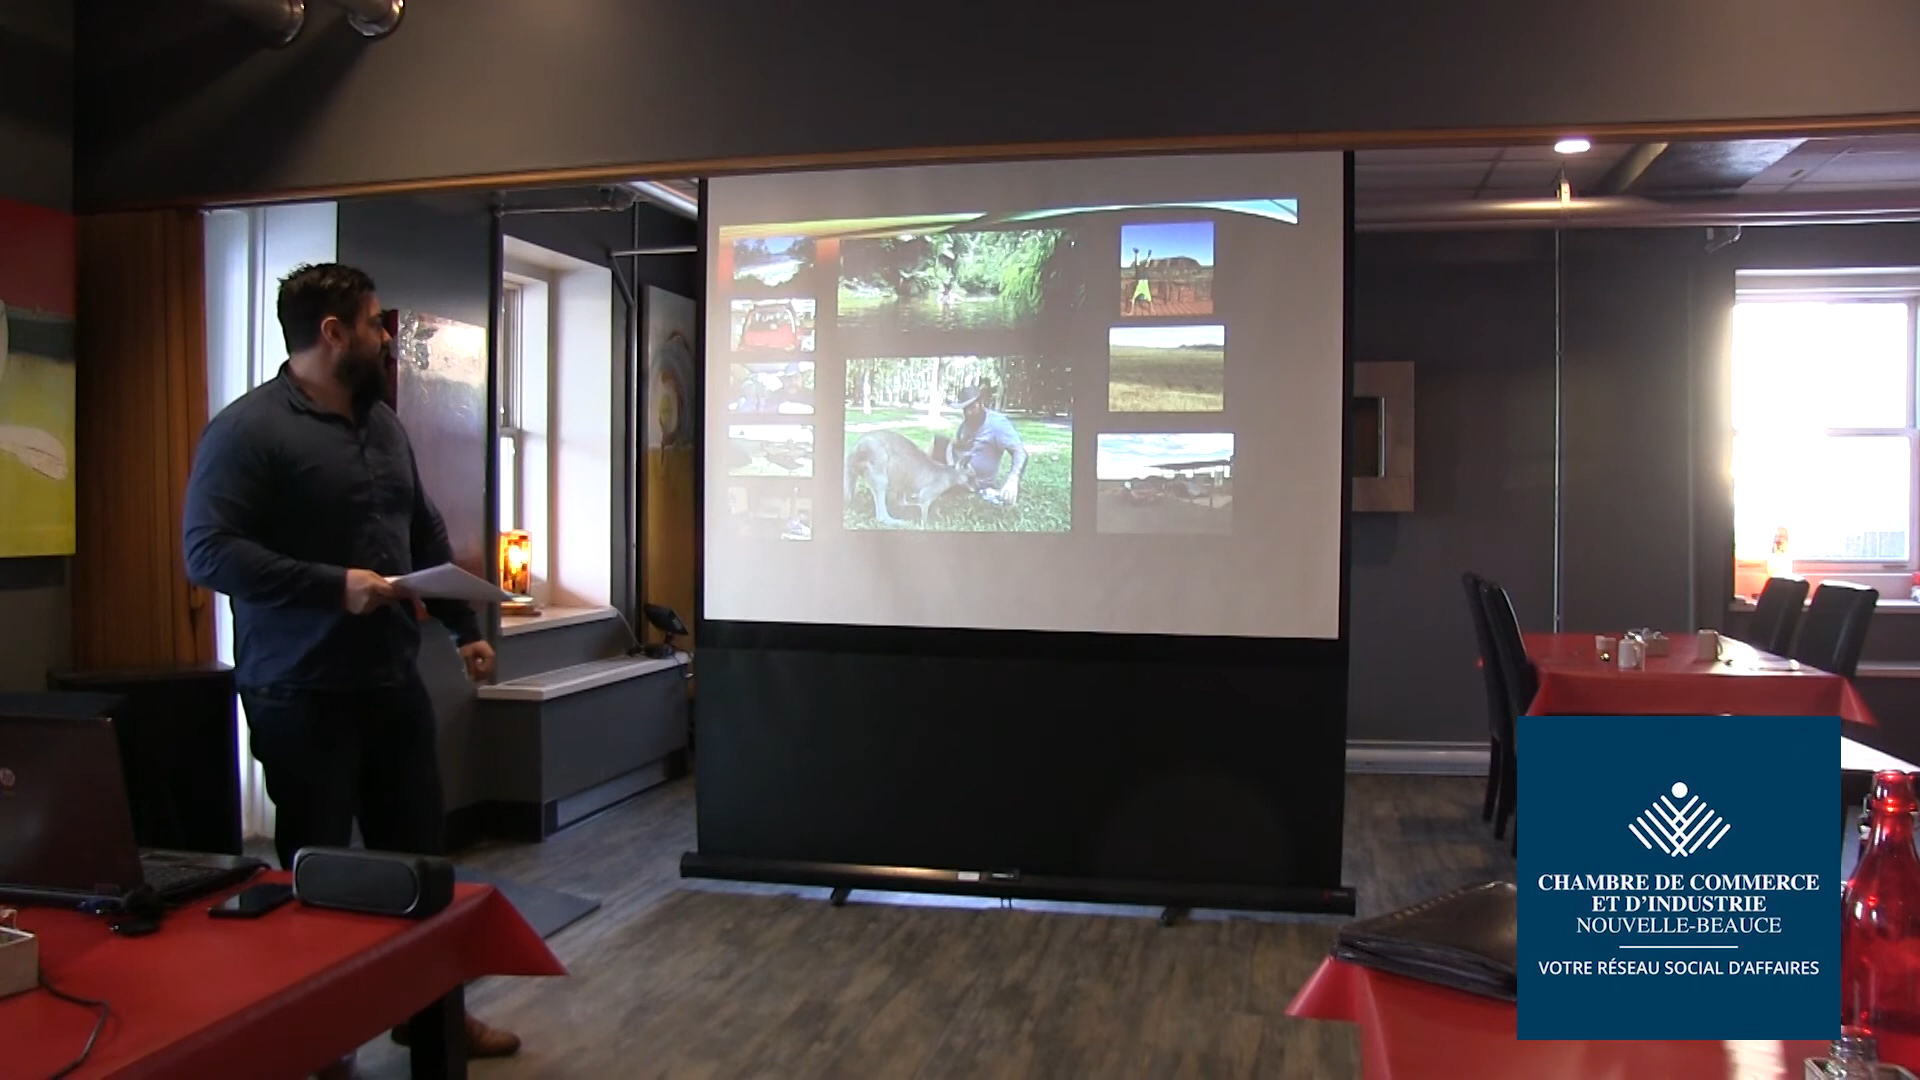 CHAMBRE DE COMMERCE
ET D'INDUSTRIE
NOUVELLE-BEAUCE
VOTRE RÉSEAU SOCIAL D'AFFAIRES